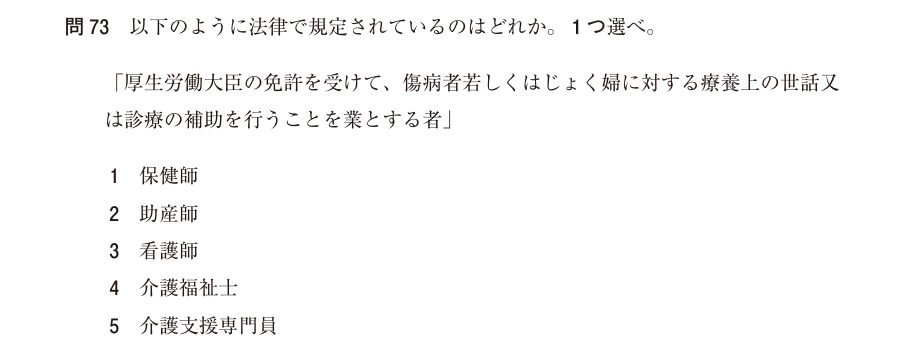 問73 以下のように法律で規定されているのはどれか。1つ選べ。
「厚生労働大臣の免許を受けて、傷病者若しくはじょく婦に対する療養上の世話又
は診療の補助を行うことを業とする者」
1 保健師
2 助産師
3 看護師
4 介護福祉士
5 介護支援専門員